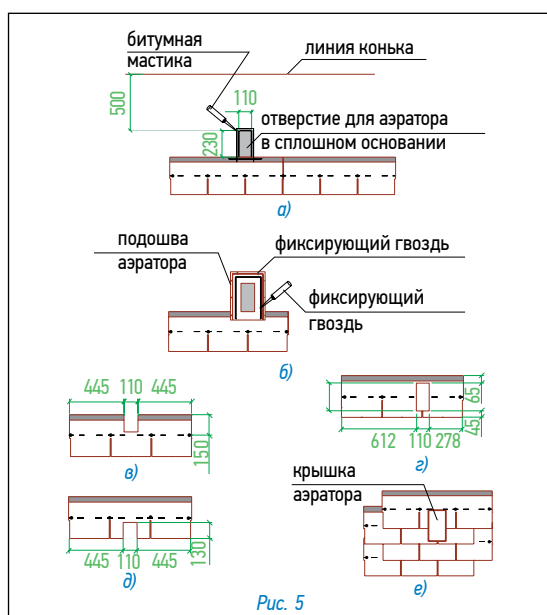 битумная
мастика
линия конька
500
110
230
отверстие для аэратора
в сплошном основании
а)
подошва
аэратора
фиксирующий гвоздь
фиксирующий
гвоздь
б)
445 110 445
150
в)
65
45
612 110 278
г)
130
445 110 445
д)
крышка
аэратора
е)
Рис. 5